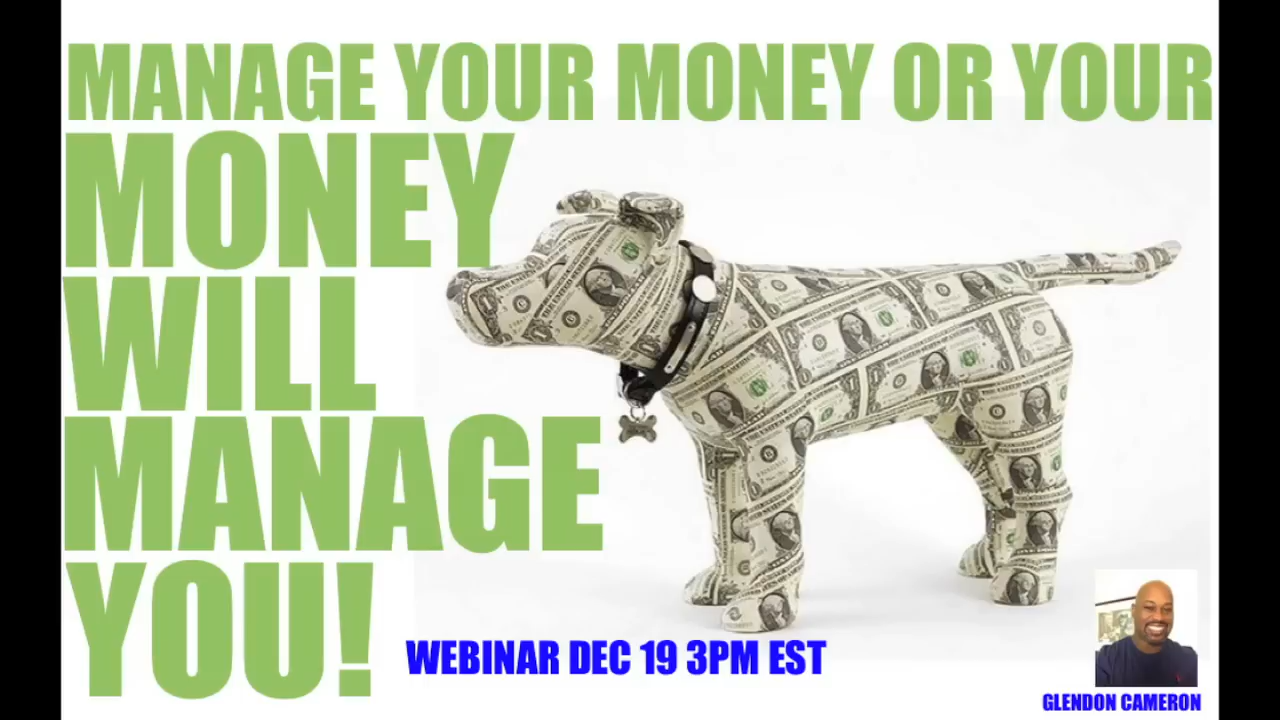 MANAGE YOUR MONEY OR YOUR
MONEY
WILL
MANAGE
YOU!
WEBINAR DEC 19 3PM EST
GLENDON CAMERON